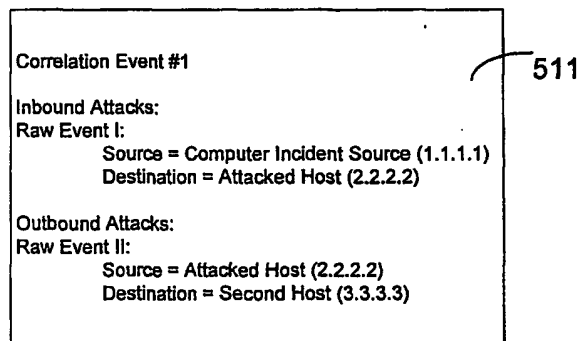 Correlation Event #1
511
Inbound Attacks:
Raw Event I:
Source = Computer Incident Source (1.1.1.1)
Destination = Attacked Host (2.2.2.2)
Outbound Attacks:
Raw Event II:
Source = Attacked Host (2.2.2.2)
Destination = Second Host (3.3.3.3)